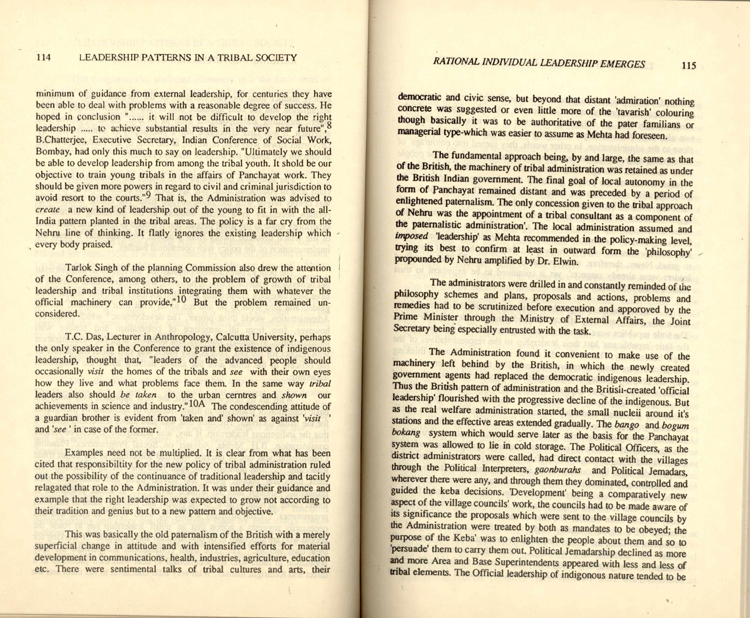 114 LEADERSHIP PATTERNS IN A TRIBAL SOCIETY
minimum of guidance from external leadership, for centuries they have
been able to deal with problems with a reasonable degree of success. He
hoped in conclusion "...... it will not be difficult to develop the right
leadership ..... to achieve substantial results in the very near future",8
B.Chatterjee, Executive Secretary, Indian Conference of Social Work,
Bombay, had only this much to say on leadership. "Ultimately we should
be able to develop leadership from among the tribal youth. It shold be our
objective to train young tribals in the affairs of Panchayat work. They
should be given more powers in regard to civil and criminal jurisdiction to
avoid resort to the courts."9 That is, the Administration was advised to
create a new kind of leadership out of the young to fit in with the all-
India pattern planted in the tribal areas. The policy is a far cry from the
Nehru line of thinking. It flatly ignores the existing leadership which
every body praised.
Tarlok Singh of the planning Commission also drew the attention
of the Conference, among others, to the problem of growth of tribal
leadership and tribal institutions integrating them with whatever the
official machinery can provide,"10 But the problem remained un-
considered.
T.C. Das, Lecturer in Anthropology, Calcutta University, perhaps
the only speaker in the Conference to grant the existence of indigenous
leadership, thought that, "leaders of the advanced people should
occasionally visit the homes of the tribals and see with their own eyes
how they live and what problems face them. In the same way tribal
leaders also should be taken to the urban cerntres and shown our
achievements in science and industry."10A The condescending attitude of
a guardian brother is evident from 'taken and' shown' as against 'visit '
and 'see ' in case of the former.
Examples need not be multiplied. It is clear from what has been
cited that responsibiltity for the new policy of tribal administration ruled
out the possibility of the continuance of traditional leadership and tacidly
relagated that role to the Administration. It was under their guidance and
example that the right leadership was expected to grow not according to
their tradition and genius but to a new pattern and objective.
This was basically the old paternalism of the British with a merely
superficial change in attitude and with intensified efforts for material
development in communications, health, industries, agriculture, education
etc. There were sentimental talks of tribal cultures and arts, their
RATIONAL INDIVIDUAL LEADERSHIP EMERGES 115
democratic and civic sense, but beyond that distant 'admiration' nothing
concrete was suggested or even little more of the 'tavarish' colouring
though basically it was to be authoritative of the pater familians or
managerial type-which was easier to assume as Mehta had foreseen.
The fundamental approach being, by and large, the same as that
of the British, the machinery of tribal administration was retained as under
the British Indian government. The final goal of local autonomy in the
form of Panchayat remained distant and was preceded by a period of
enlightened paternalism. The only concession given to the tribal approach
of Nehru was the appointment of a tribal consultant as a component of
the paternalistic administration'. The local administration assumed and
imposed 'leadership' as Mehta recommended in the policy-making level,
trying its best to confirm at least in outward form the 'philosophy'
propounded by Nehru amplified by Dr. Elwin.
The administrators were drilled in and constantly reminded of the
philosophy schemes and plans, proposals and actions, problems and
remedies had to be scrutinized before execution and apporoved by the
Prime Minister through the Ministry of External Affairs, the Joint
Secretary being especially entrusted with the task.
The Administration found it convenient to make use of the
machinery left behind by the British, in which the newly created
government agents had replaced the democratic indigenous leadership.
Thus the British pattern of administration and the British-created 'official
leadership' flourished with the progressive decline of the indigenous. But
as the real welfare administration started, the small nucleii around it's
stations and the effective areas extended gradually. The bango and bogum
bokang system which would serve later as the basis for the Panchayat
system was allowed to lie in cold storage. The Political Officers, as the
district administrators were called, had direct contact with the villages
through the Political Interpreters, gaonburahs and Political Jemadars,
wherever there were any, and through them they dominated, controlled and
guided the keba decisions. 'Development' being a comparatively new
aspect of the village councils' work, the councils had to be made aware of
its significance the proposals which were sent to the village councils by
the Administration were treated by both as mandates to be obeyed; the
purpose of the Keba' was to enlighten the people about them and so to
'persuade' them to carry them out. Political Jemadarship declined as more
and more Area and Base Superintendents appeared with less and less of
tribal elements. The Official leadership of indigonous nature tended to be